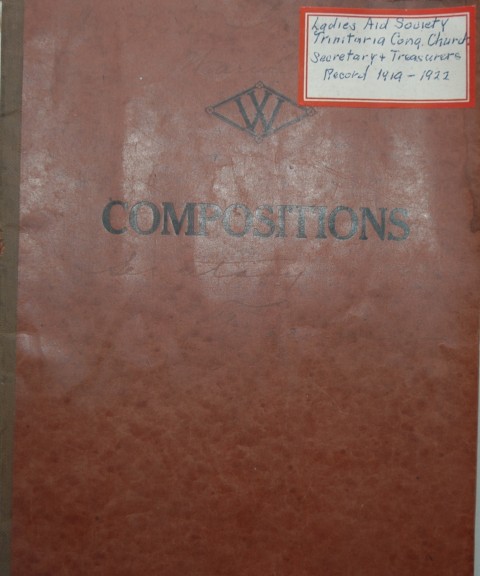 Ladies Aid Society
Trinitaria Cong. Church
Secretary & Treasurers
Record 1919-1922
W
COMPOSITIONS